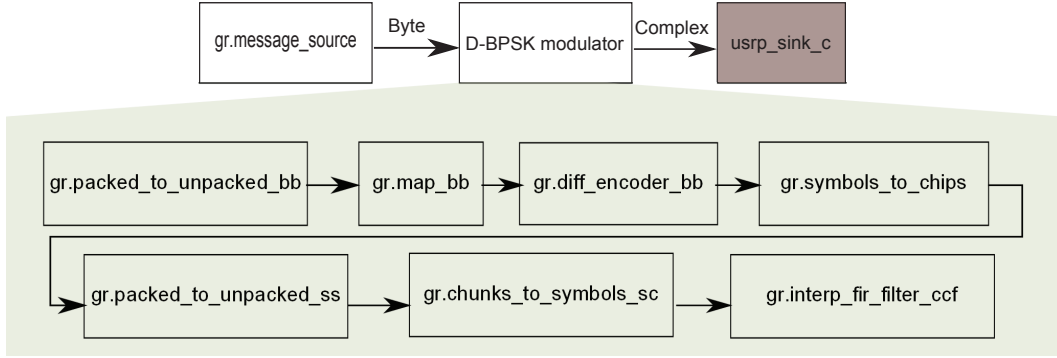 gr.message_source
Byte
D-BPSK modulator
Complex
usrp_sink_c
gr.packed_to_unpacked_bb
gr.map_bb
gr.diff_encoder_bb
gr.symbols_to_chips
gr.packed_to_unpacked_ss
gr.chunks_to_symbols_sc
gr.interp_fir_filter_ccf